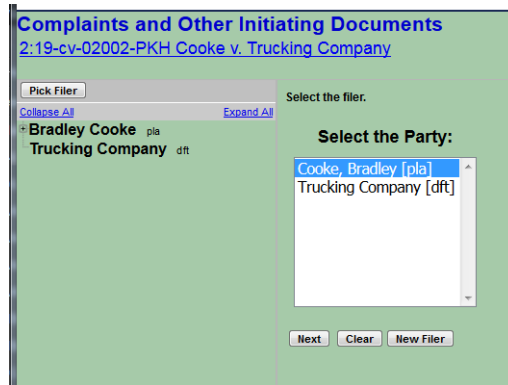 Complaints and Other Initiating Documents
2:19-cv-02002-PKH Cooke v. Trucking Company
Pick Filer
Collapse All Expand All
Bradley Cooke pla
Trucking Company dft
Select the filer.
Select the Party:
Cooke, Bradley [pla]
Trucking Company [dft]
Next Clear New Filer